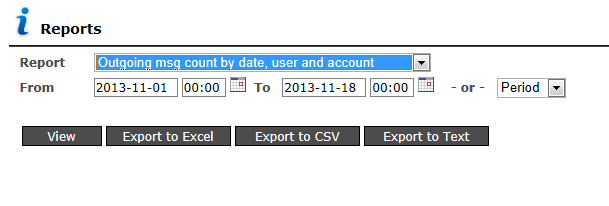 Reports
Report Outgoing msg count by date, user and account
From 2013-11-01 00:00 To 2013-11-18 00:00 - or - Period
View Export to Excel Export to CSV Export to Text